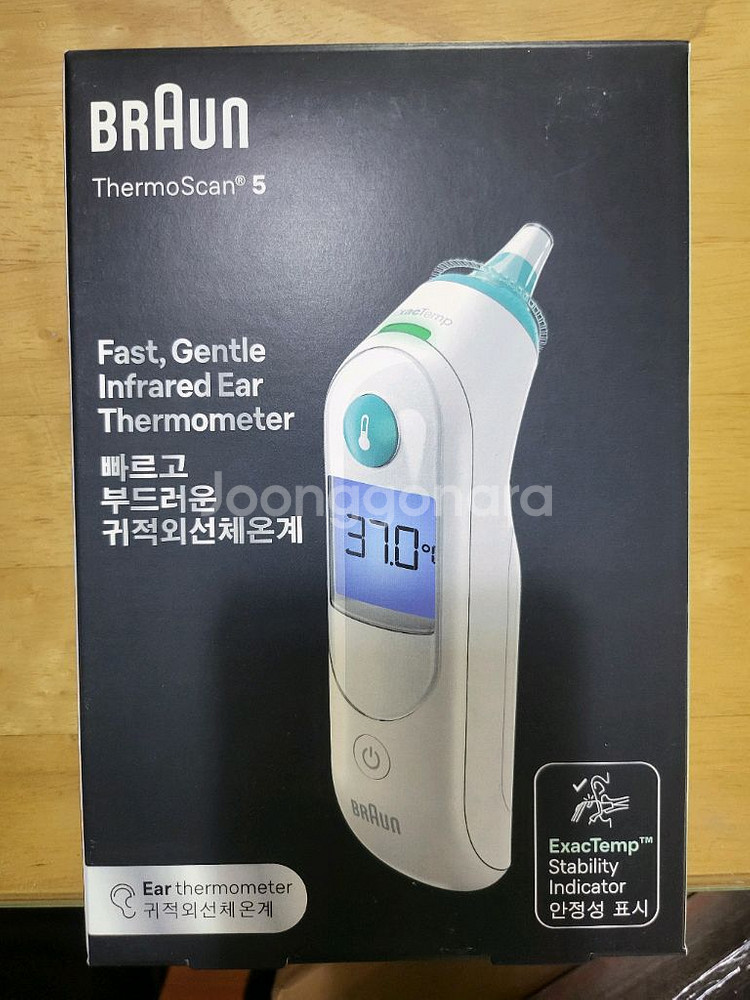 BRAUN
ThermoScan® 5
ExacTemp
Fast, Gentle
Infrared Ear
Thermometer
빠르고
부드러운
귀적외선체온계
Joonggonara
37.0°
BRAUN
ExacTemp™
Stability
Indicator
안정성 표시
Ear thermometer
귀적외선체온계